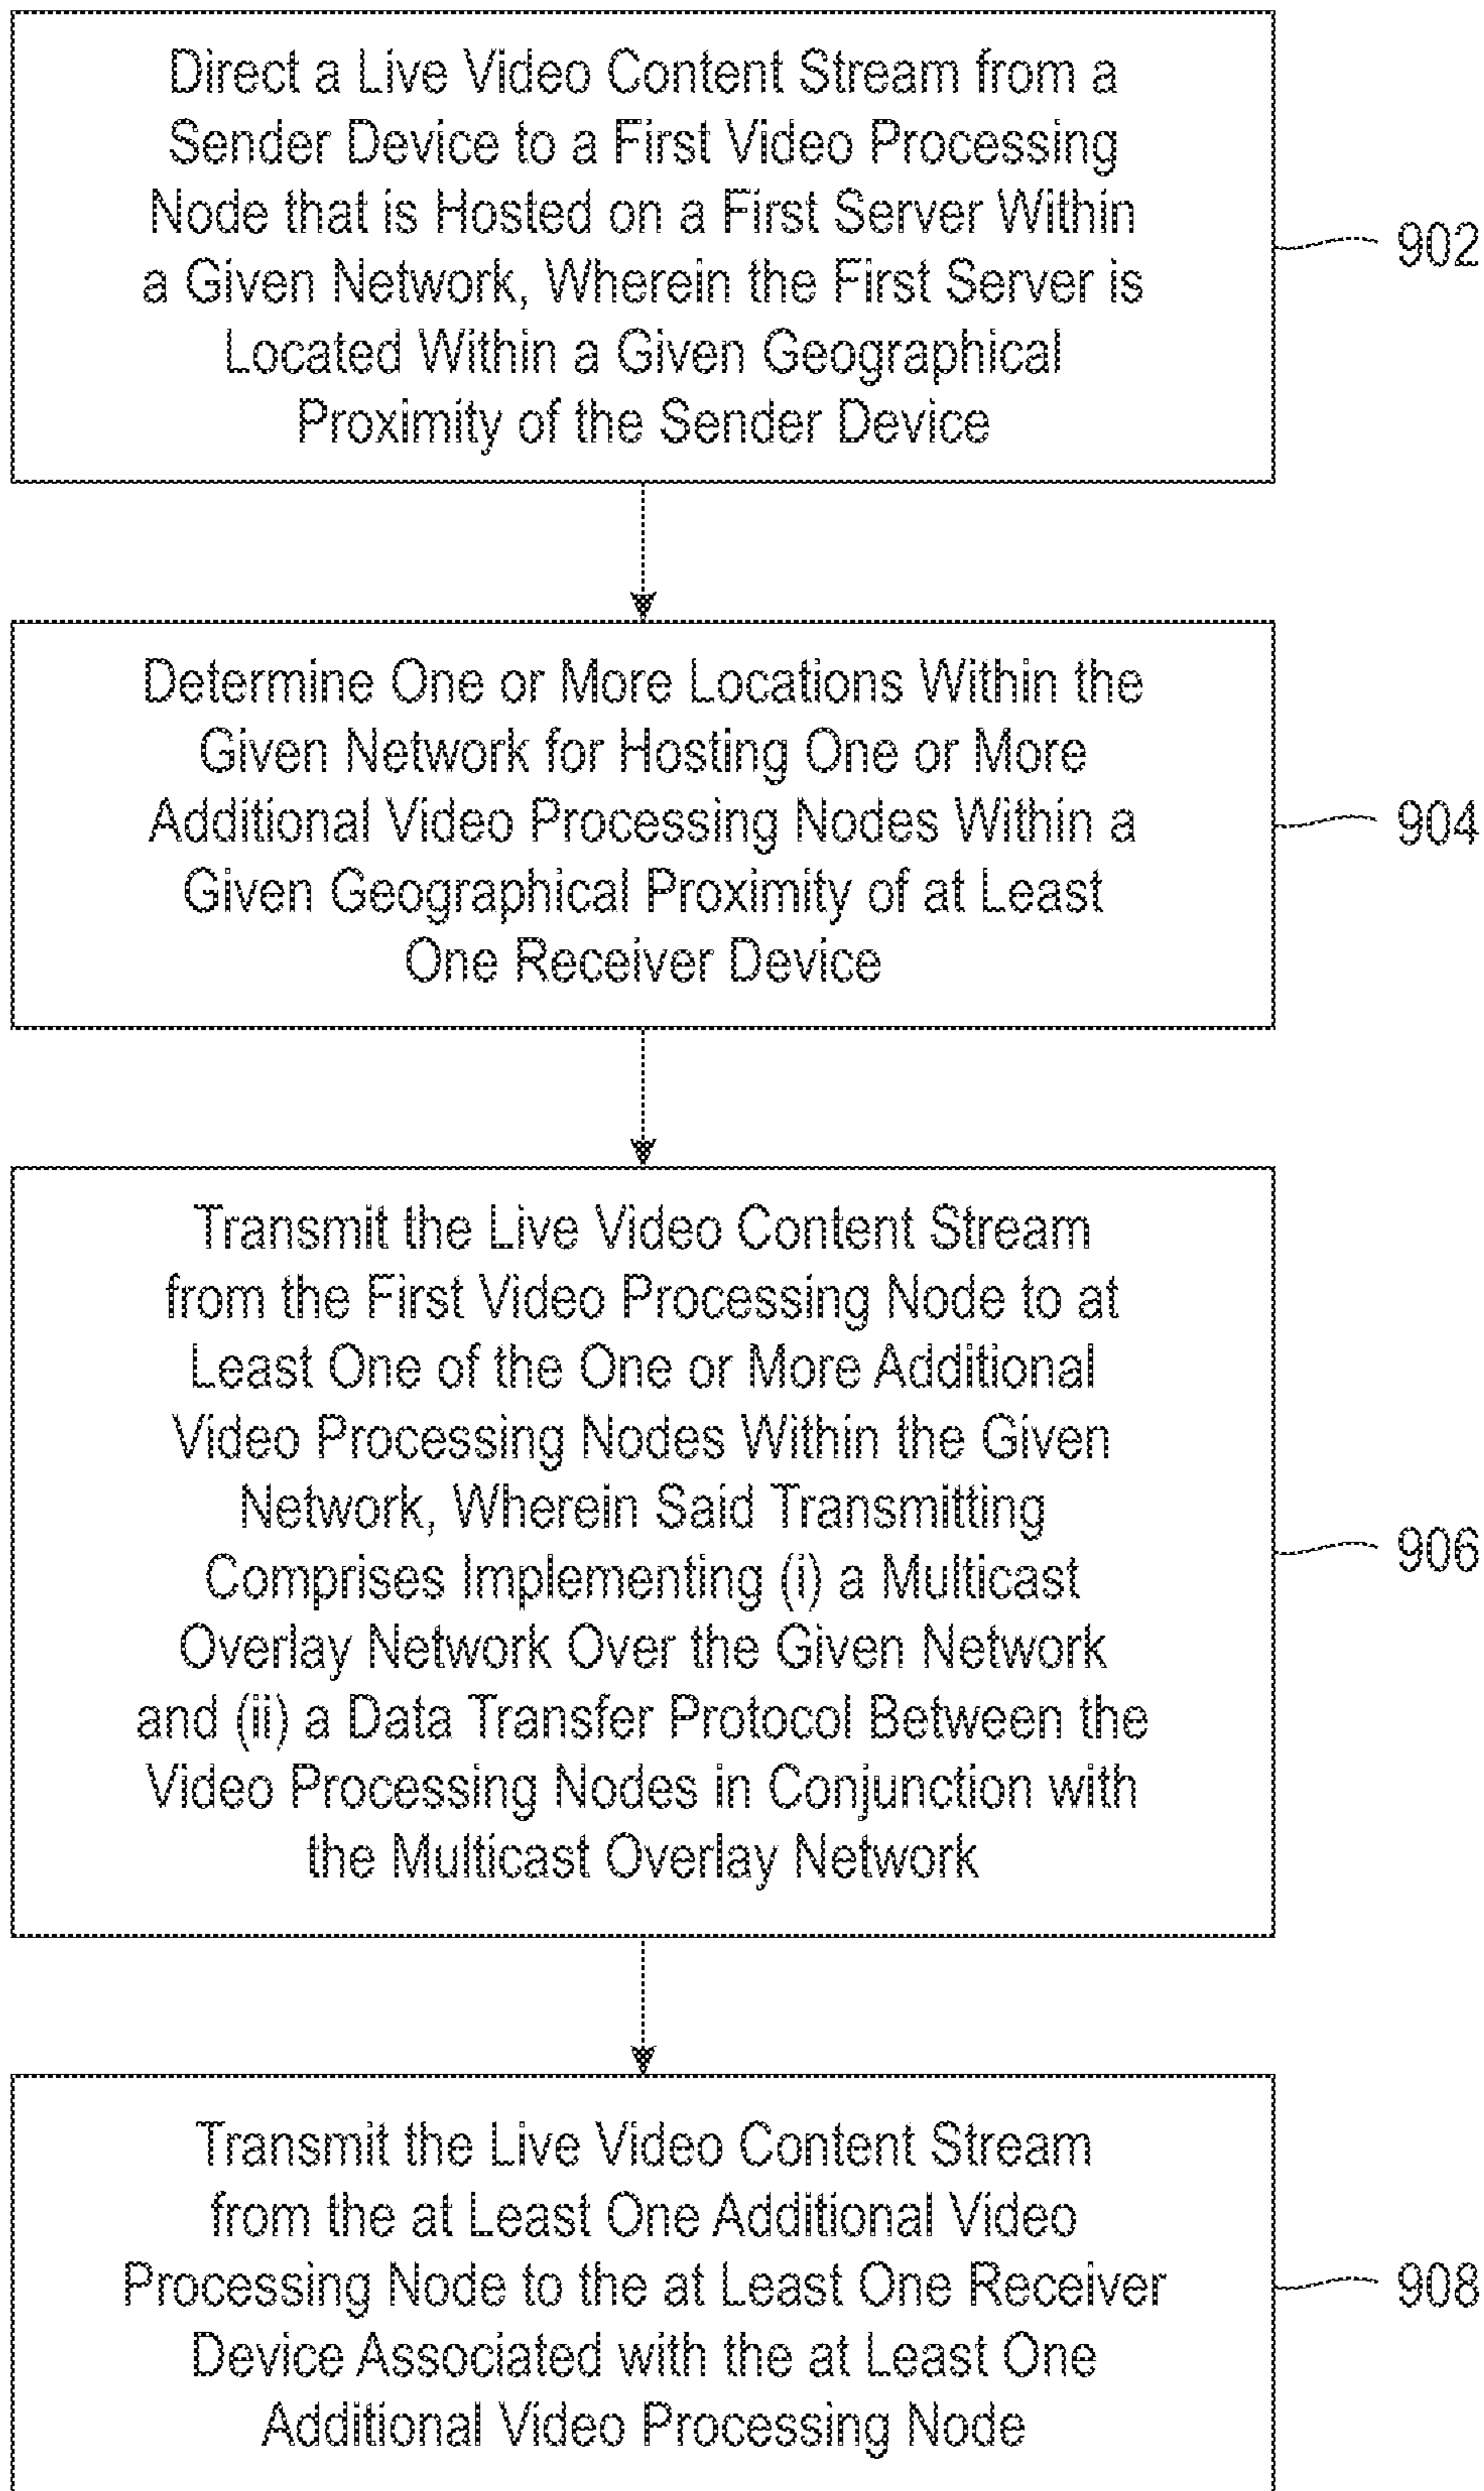 Direct a Live Video Content Stream from a
Sender Device to a First Video Processing
Node that is Hosted on a First Server Within
a Given Network, Wherein the First Server is
Located Within a Given Geographical
Proximity of the Sender Device
902
Determine One or More Locations Within the
Given Network for Hosting One or More
Additional Video Processing Nodes Within a
Given Geographical Proximity of at Least
One Receiver Device
904
Transmit the Live Video Content Stream
from the First Video Processing Node to at
Least One of the One or More Additional
Video Processing Nodes Within the Given
Network, Wherein Said Transmitting
Comprises Implementing (i) a Multicast
Overlay Network Over the Given Network
and (ii) a Data Transfer Protocol Between the
Video Processing Nodes in Conjunction with
the Multicast Overlay Network
906
Transmit the Live Video Content Stream
from the at Least One Additional Video
Processing Node to the at Least One Receiver
Device Associated with the at Least One
Additional Video Processing Node
908